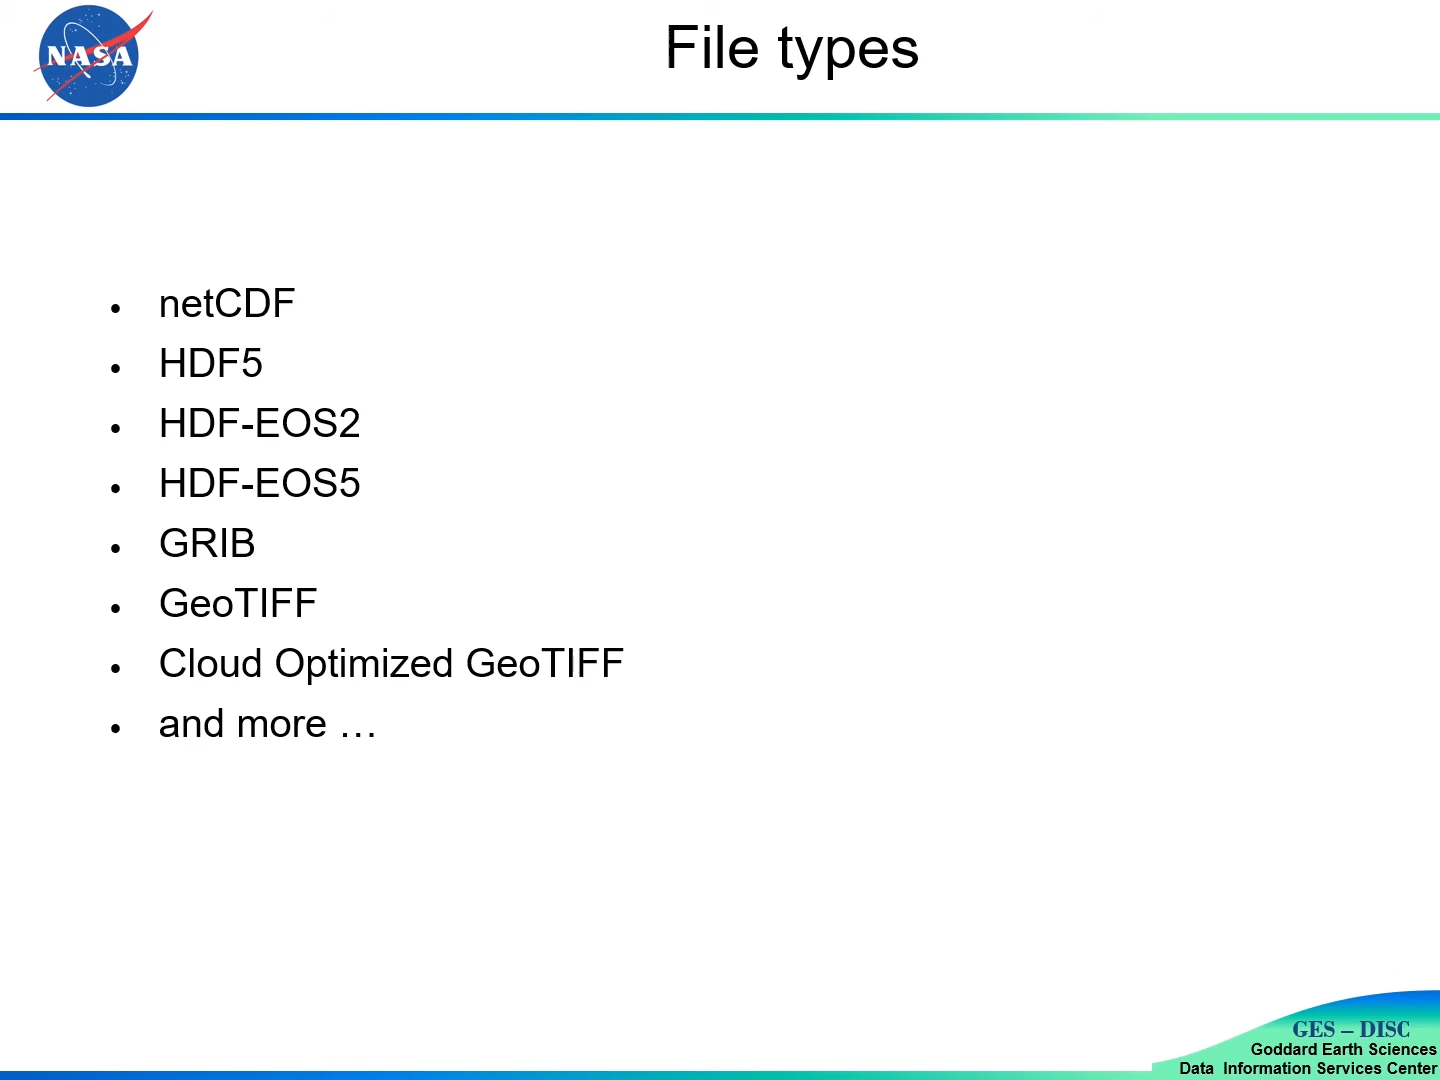 NASA
File types
• netCDF
• HDF5
• HDF-EOS2
• HDF-EOS5
• GRIB
• GeoTIFF
• Cloud Optimized GeoTIFF
• and more …
GES – DISC
Goddard Earth Sciences
Data Information Services Center